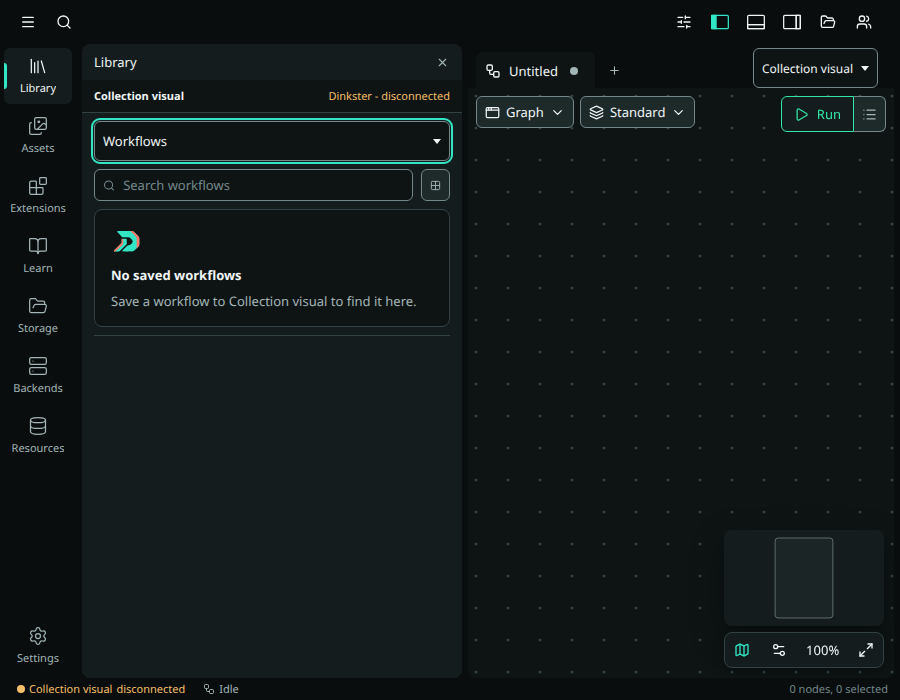 Library
Assets
Extensions
Learn
Storage
Backends
Resources
Settings
Library
Collection visual
Dinkster - disconnected
Workflows
Search workflows
No saved workflows
Save a workflow to Collection visual to find it here.
Untitled
Collection visual
Graph
Standard
Run
100%
Collection visual disconnected
Idle
0 nodes, 0 selected